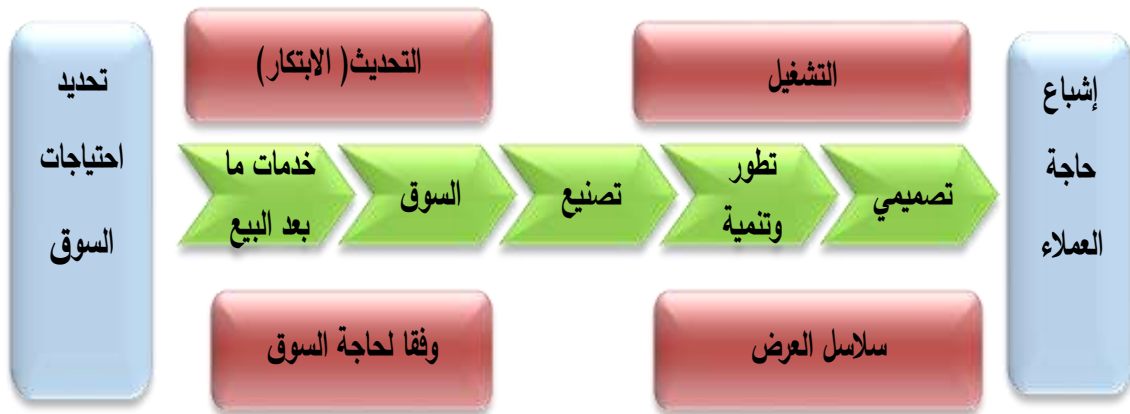 إشباع
حاجة
العملاء
التشغيل
التحديث( الابتكار)
تصميمي
تطور
وتنمية
تصنيع
السوق
خدمات ما
بعد البيع
سلاسل العرض
وفقا لحاجة السوق
تحديد
احتياجات
السوق